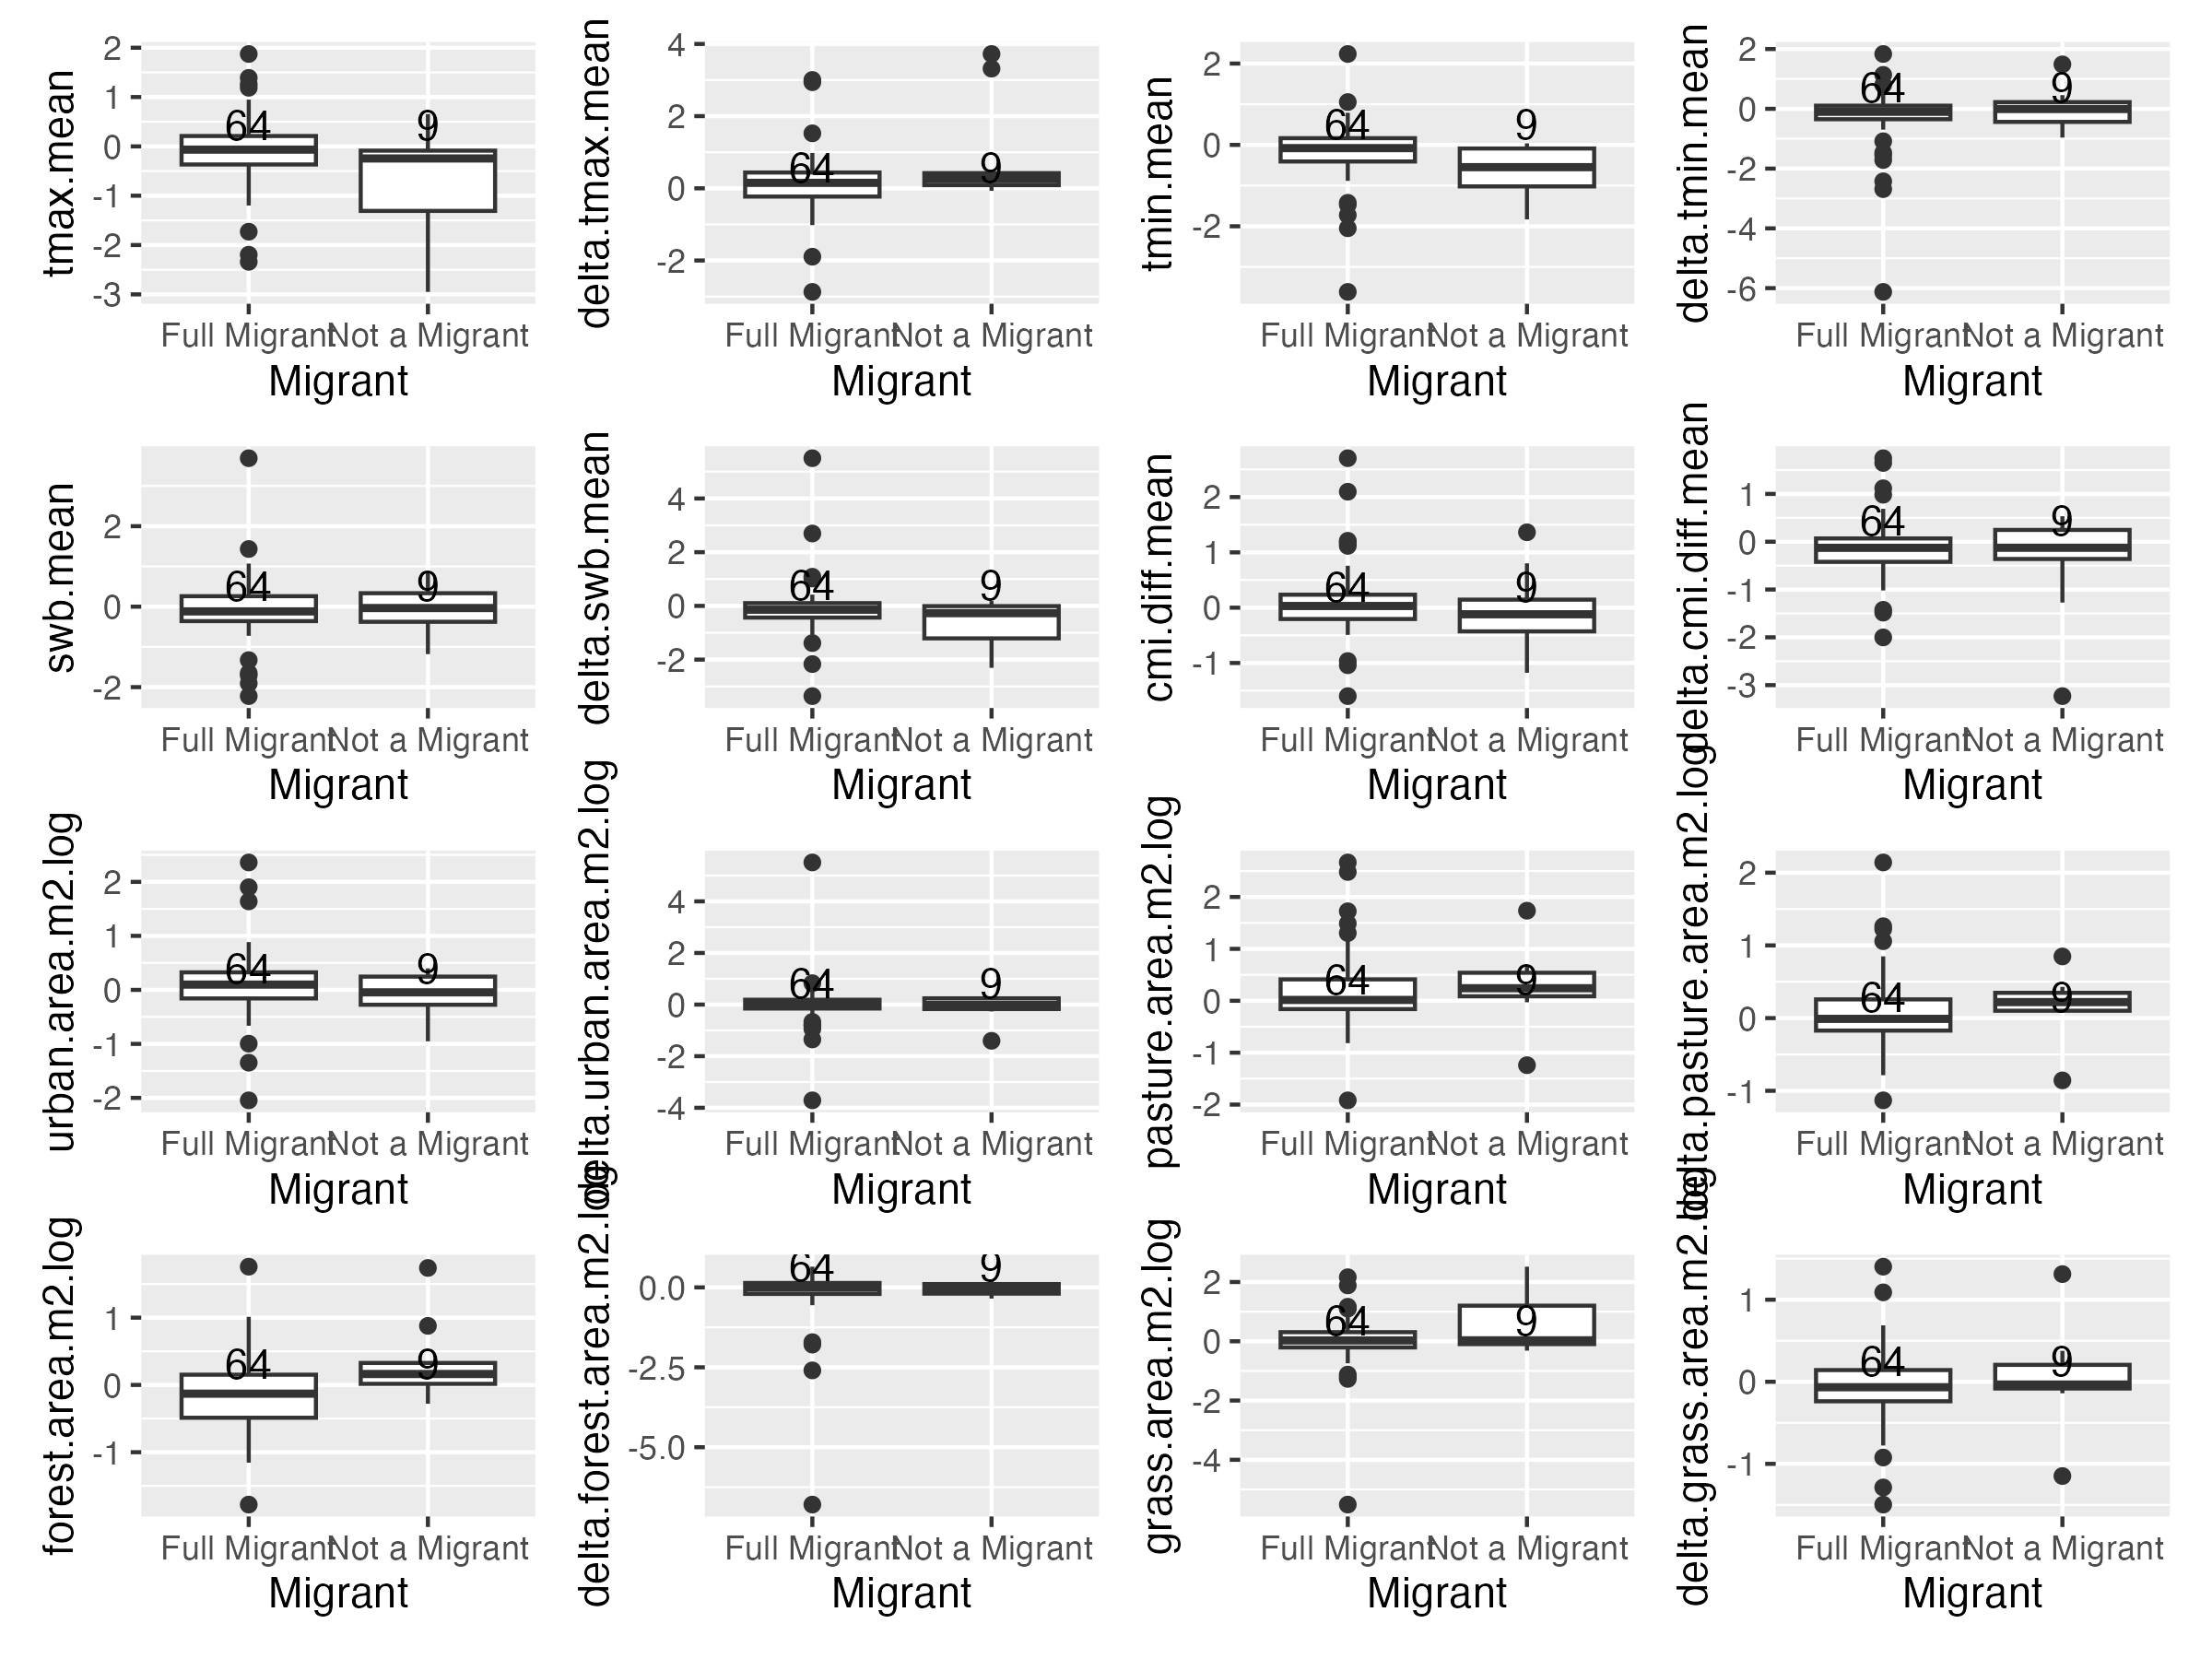 tmax.mean
2
1
0
-1
-2
-3
64
9
Full Migrant
Not a Migrant
Migrant
delta.tmax.mean
4
2
0
-2
64
9
Full Migrant
Not a Migrant
Migrant
tmin.mean
2
0
-2
64
9
Full Migrant
Not a Migrant
Migrant
delta.tmin.mean
2
0
-2
-4
-6
64
9
Full Migrant
Not a Migrant
Migrant
swb.mean
2
0
-2
64
9
Full Migrant
Not a Migrant
Migrant
delta.swb.mean
4
2
0
-2
64
9
Full Migrant
Not a Migrant
Migrant
cmi.diff.mean
2
1
0
-1
64
9
Full Migrant
Not a Migrant
Migrant
delta.cmi.diff.mean
1
0
-1
-2
-3
64
9
Full Migrant
Not a Migrant
Migrant
urban.area.m2.log
2
1
0
-1
-2
64
9
Full Migrant
Not a Migrant
Migrant
delta.urban.area.m2.log
4
2
0
-2
-4
64
9
Full Migrant
Not a Migrant
Migrant
pasture.area.m2.log
2
1
0
-1
-2
64
9
Full Migrant
Not a Migrant
Migrant
delta.pasture.area.m2.log
2
1
0
-1
64
9
Full Migrant
Not a Migrant
Migrant
forest.area.m2.log
1
0
-1
64
9
Full Migrant
Not a Migrant
Migrant
delta.forest.area.m2.log
0.0
-2.5
-5.0
64
9
Full Migrant
Not a Migrant
Migrant
grass.area.m2.log
2
0
-2
-4
64
9
Full Migrant
Not a Migrant
Migrant
delta.grass.area.m2.log
1
0
-1
64
9
Full Migrant
Not a Migrant
Migrant